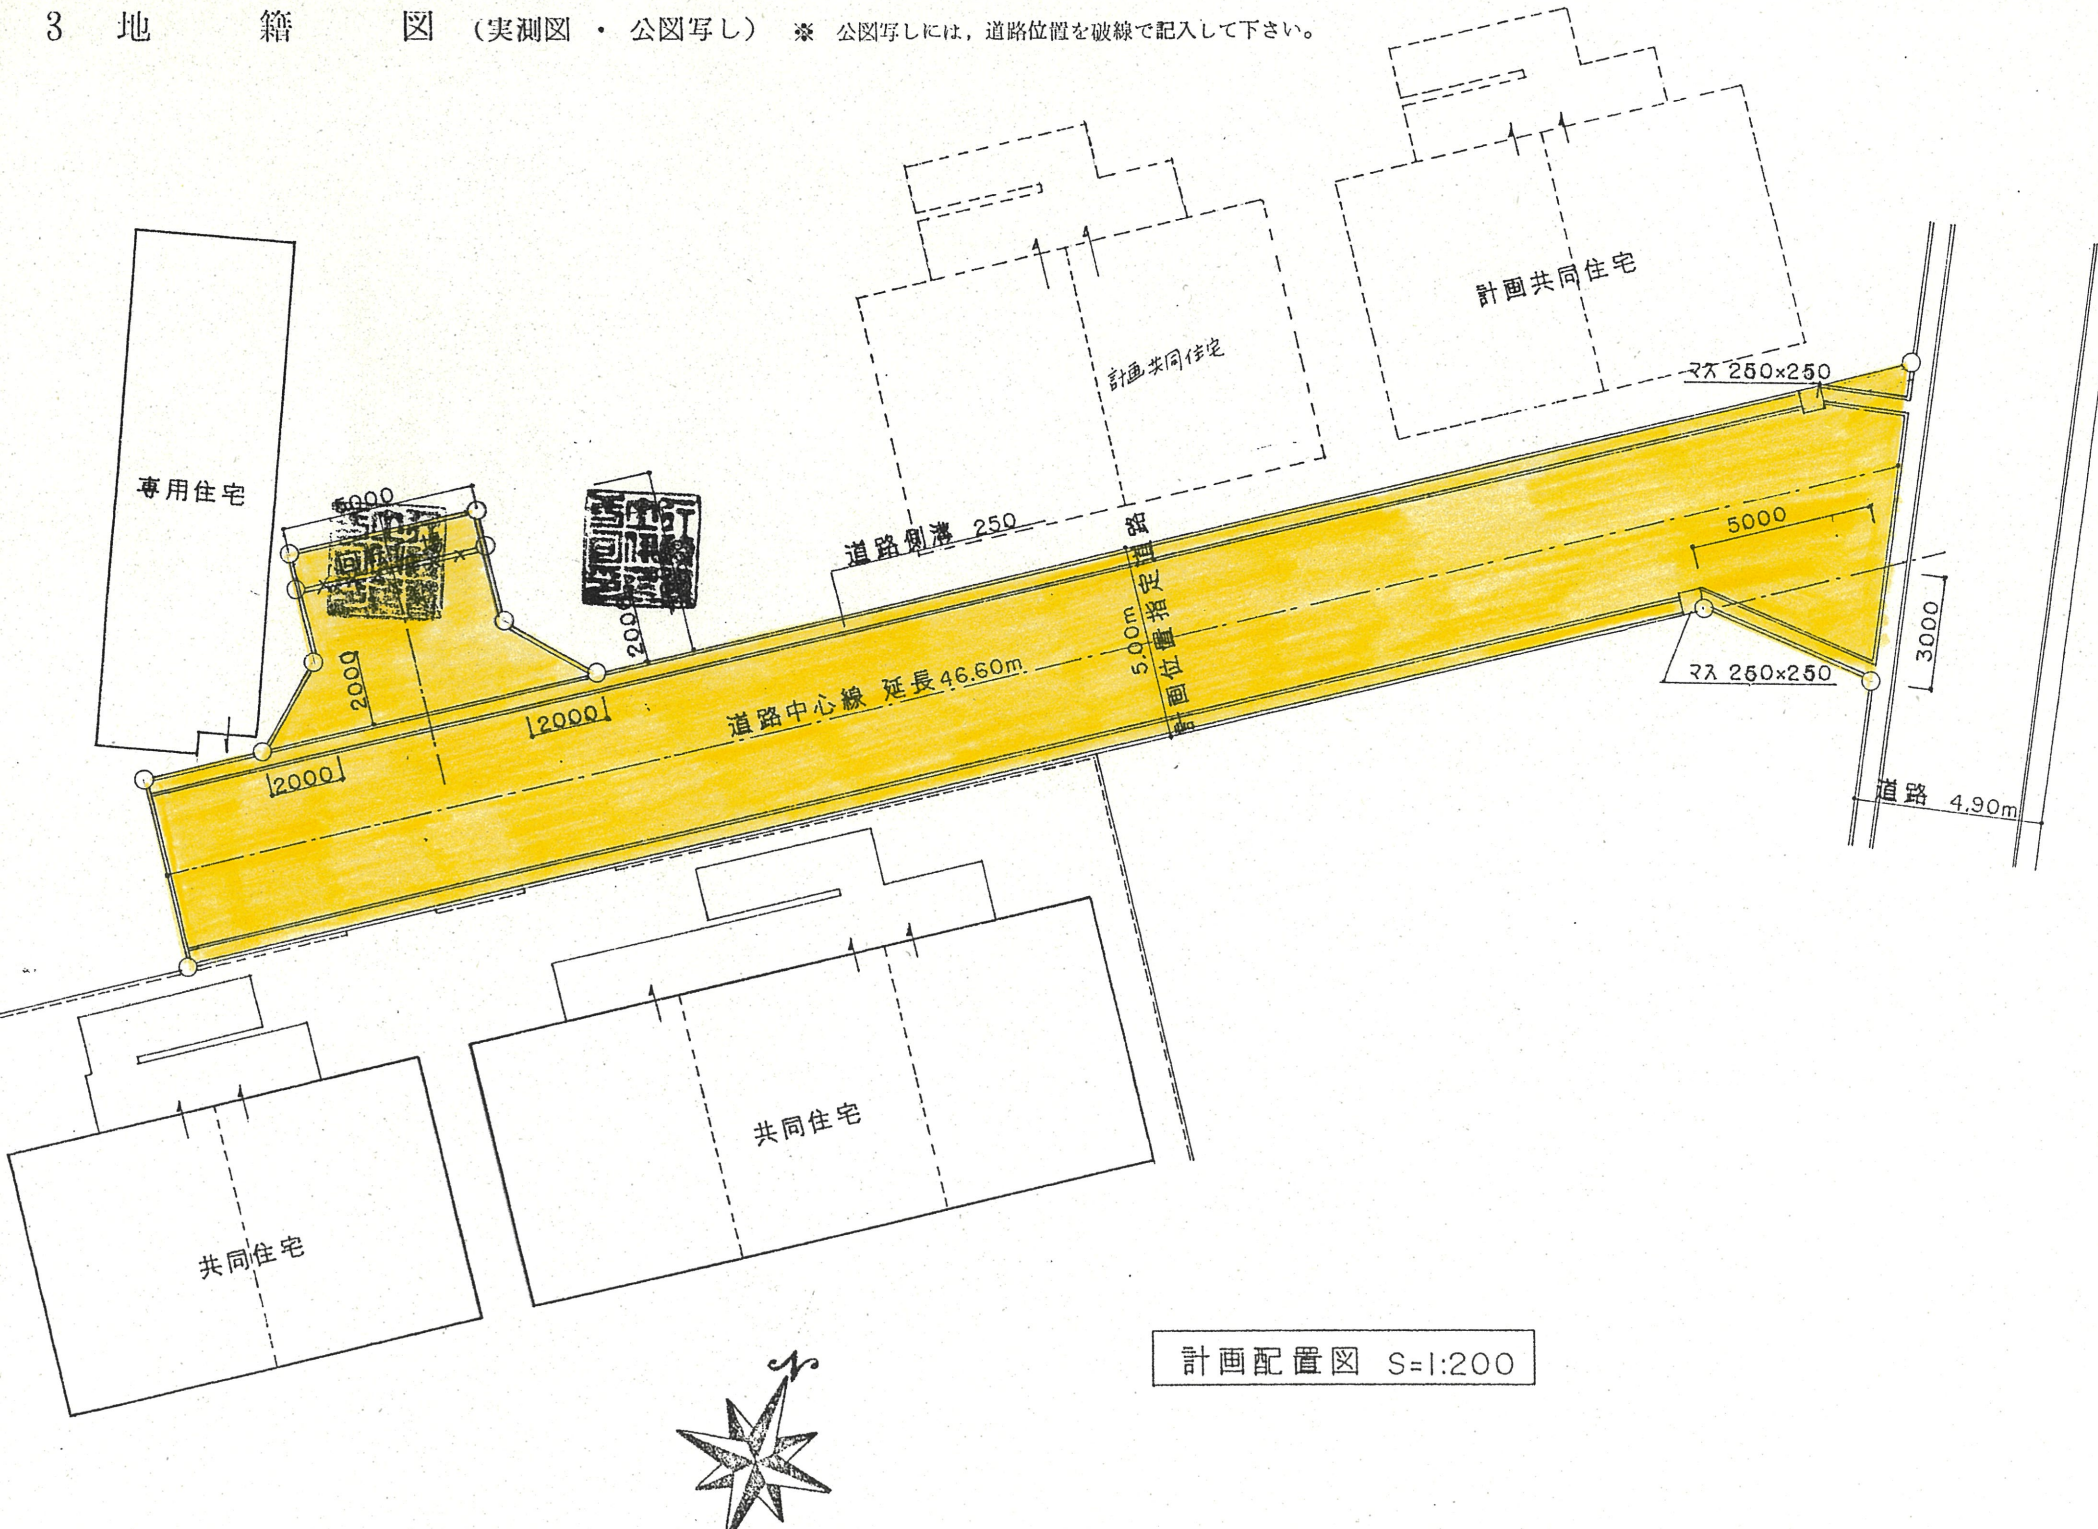 3 地 籍 図 (実測図・公図写し) ※ 公図写しには，道路位置を破線で記入して下さい。
計画共同住宅
計画共同住宅
マス 250×250
専用住宅
5000
道路側溝 250
5000
計画位置指定道路
5.00m
3000
2000
2000
マス 250×250
道路中心線 延長46.60m
2000
2000
道路 4.90m
共同住宅
共同住宅
計画配置図 S=1:200
N